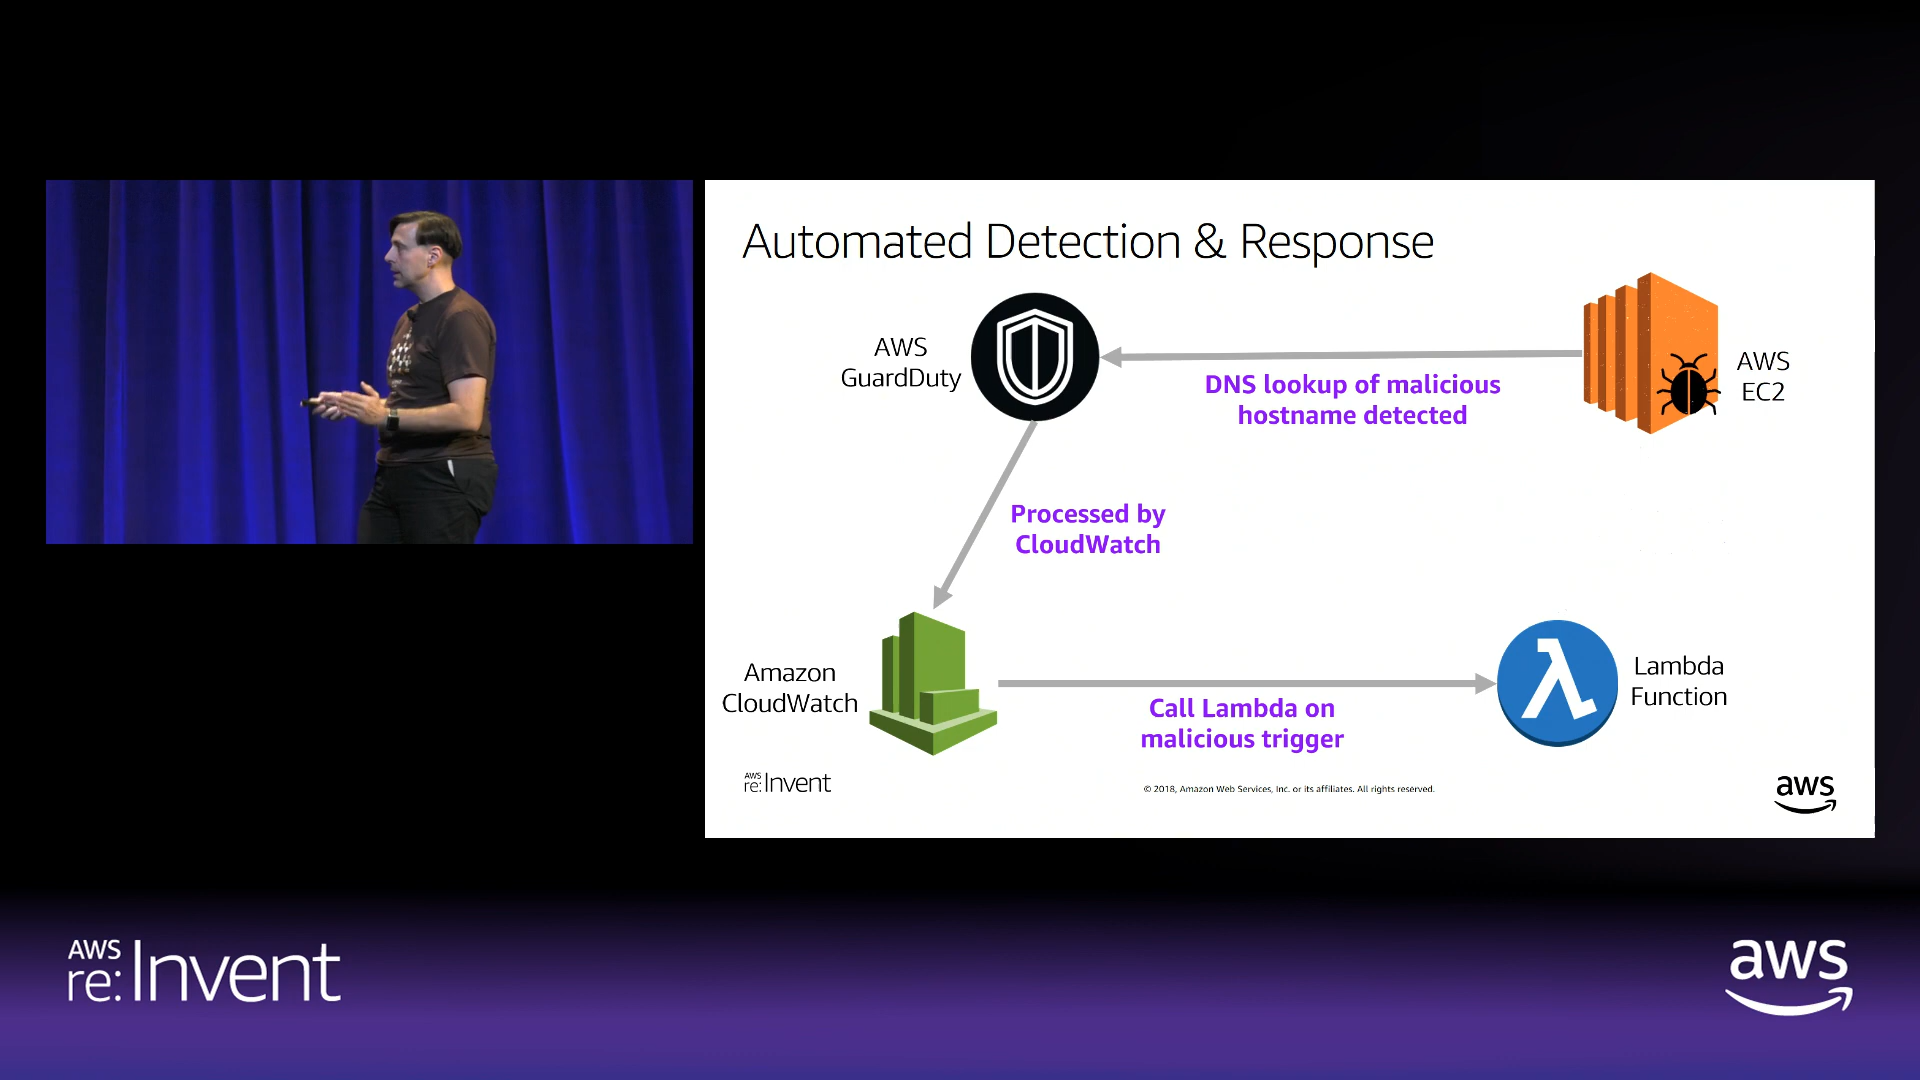 Automated Detection & Response
AWS
GuardDuty
DNS lookup of malicious
hostname detected
AWS
EC2
Processed by
CloudWatch
Amazon
CloudWatch
Call Lambda on
malicious trigger
λ
Lambda
Function
AWS
re:Invent
© 2018, Amazon Web Services, Inc. or its affiliates. All rights reserved.
aws
AWS
re:Invent
aws